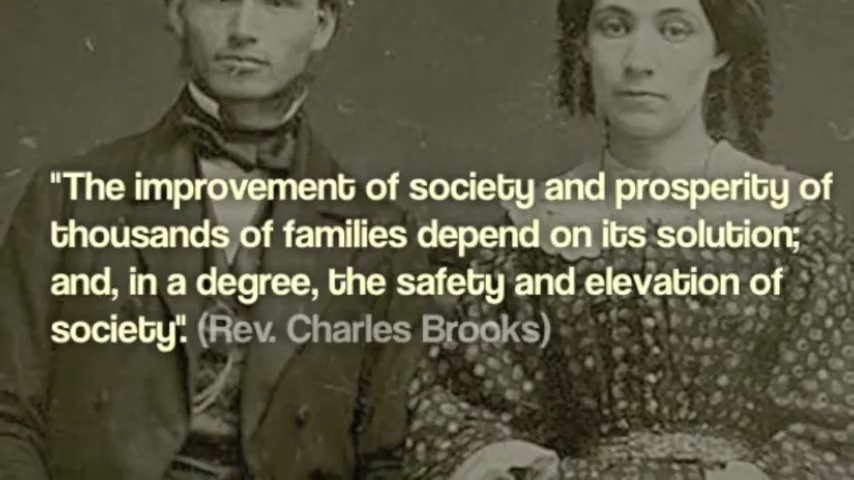 "The improvement of society and prosperity of
thousands of families depend on its solution;
and, in a degree, the safety and elevation of
society". (Rev. Charles Brooks)